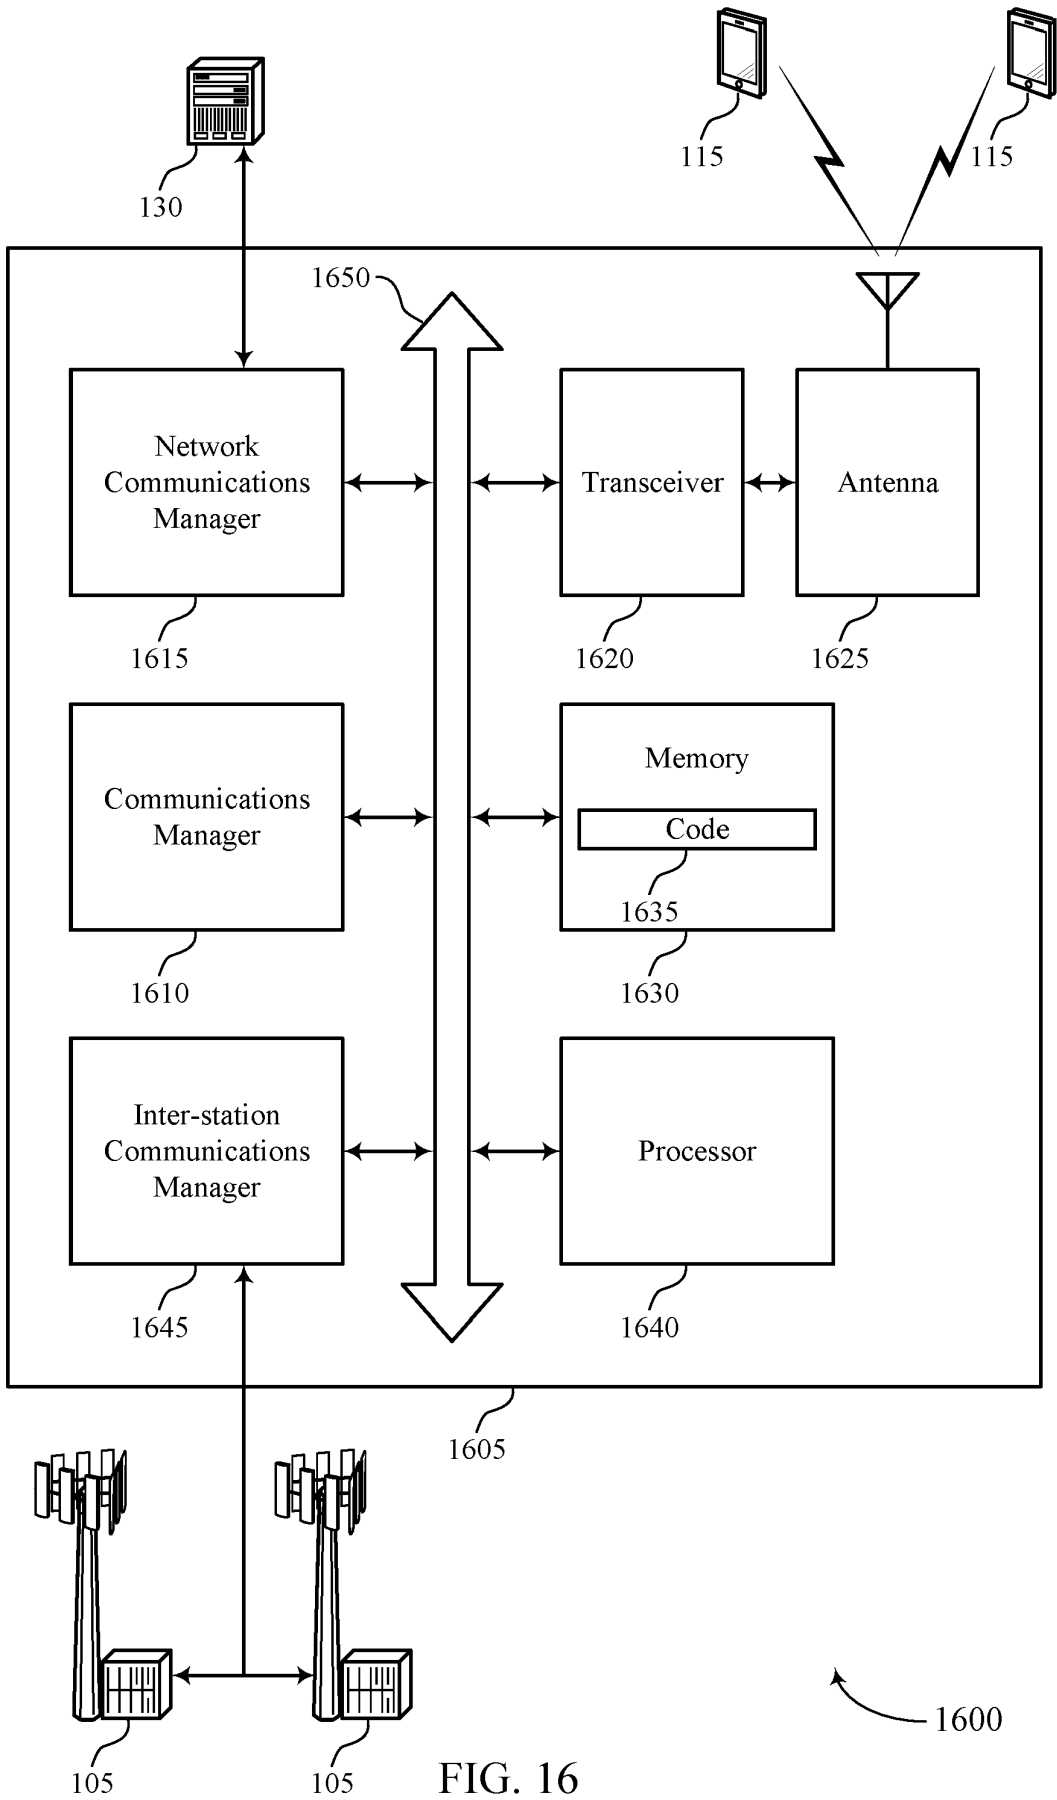 115
115
130
1650
Network
Communications
Manager
Transceiver
Antenna
1615
1620
1625
Communications
Manager
Memory
Code
1635
1610
1630
Inter-station
Communications
Manager
Processor
1645
1640
1605
1600
105
105
FIG. 16